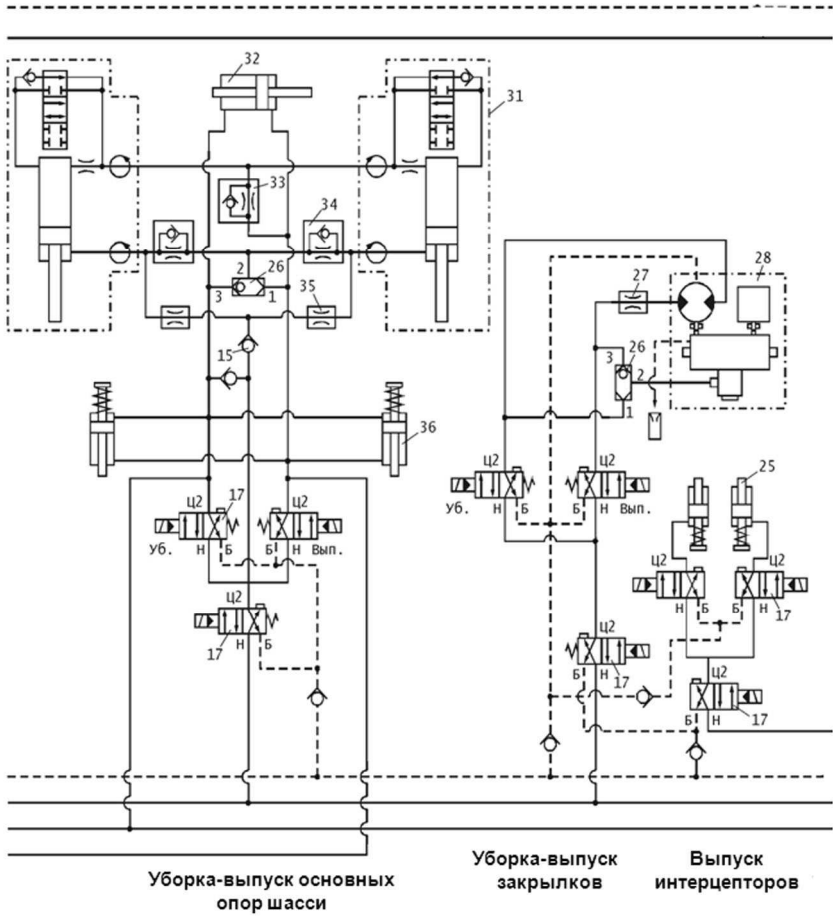 32
31
33
34
2
26
3
1
35
15
36
27
28
3
26
2
1
Ц2
Ц2
Уб.
Н
Б
Б
Н
Вып.
25
Ц2
17
Ц2
Уб.
Н
Б
Б
Н
Вып.
Ц2
Ц2
17
Н
Б
Б
Н
Ц2
17
Н
Б
Ц2
17
Б
Н
Ц2
17
Б
Н
Уборка-выпуск основных
опор шасси
Уборка-выпуск
закрылков
Выпуск
интерцепторов